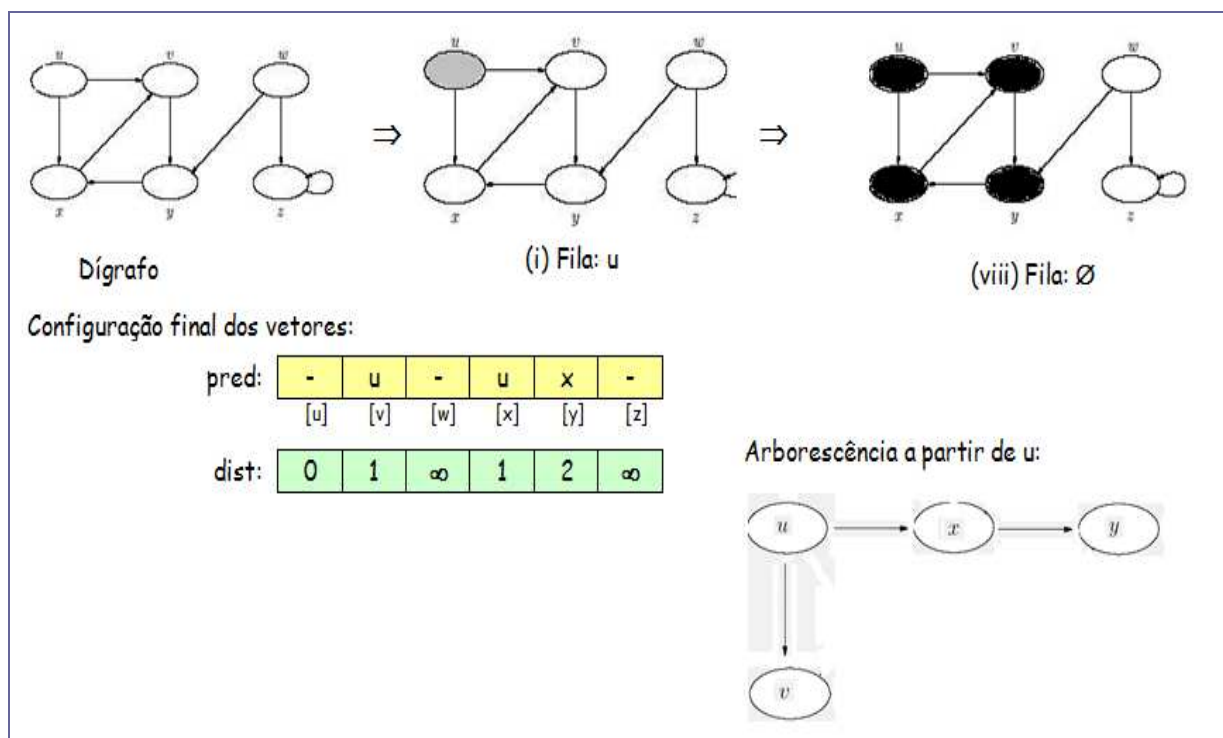 u v w
u v w
u v w
⇒ ⇒
x y z
x y z
x y z
Dígrafo
(i) Fila: u
(viii) Fila: Ø
Configuração final dos vetores:
pred: - u - u x -
[u] [v] [w] [x] [y] [z]
dist: 0 1 ∞ 1 2 ∞
Arborescência a partir de u:
u x y
v